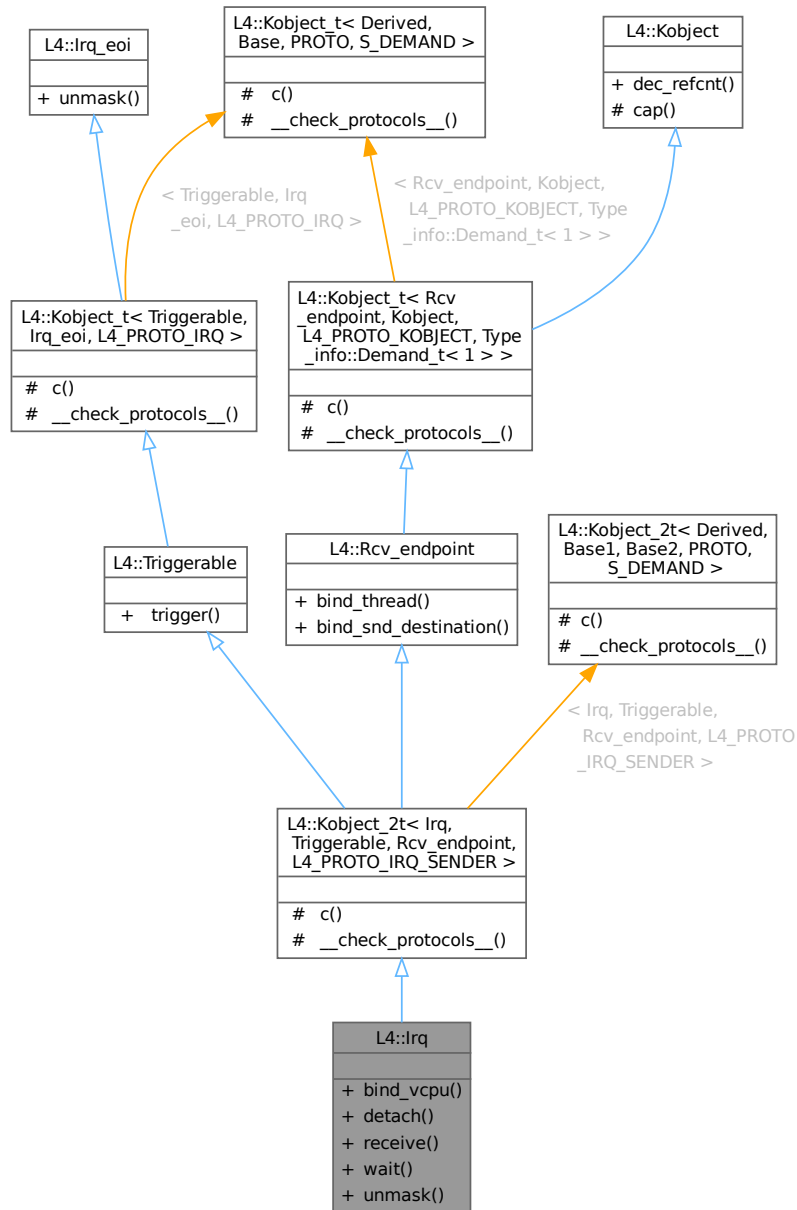 L4::Irq_eoi
+ unmask()
L4::Kobject_t< Derived,
Base, PROTO, S_DEMAND >
# c()
# __check_protocols__()
L4::Kobject
+ dec_refcnt()
# cap()
< Triggerable, Irq
_eoi, L4_PROTO_IRQ >
< Rcv_endpoint, Kobject,
L4_PROTO_KOBJECT, Type
_info::Demand_t< 1 > >
L4::Kobject_t< Triggerable,
Irq_eoi, L4_PROTO_IRQ >
# c()
# __check_protocols__()
L4::Kobject_t< Rcv
_endpoint, Kobject,
L4_PROTO_KOBJECT, Type
_info::Demand_t< 1 > >
# c()
# __check_protocols__()
L4::Triggerable
+ trigger()
L4::Rcv_endpoint
+ bind_thread()
+ bind_snd_destination()
L4::Kobject_2t< Derived,
Base1, Base2, PROTO,
S_DEMAND >
# c()
# __check_protocols__()
< Irq, Triggerable,
Rcv_endpoint, L4_PROTO
_IRQ_SENDER >
L4::Kobject_2t< Irq,
Triggerable, Rcv_endpoint,
L4_PROTO_IRQ_SENDER >
# c()
# __check_protocols__()
L4::Irq
+ bind_vcpu()
+ detach()
+ receive()
+ wait()
+ unmask()